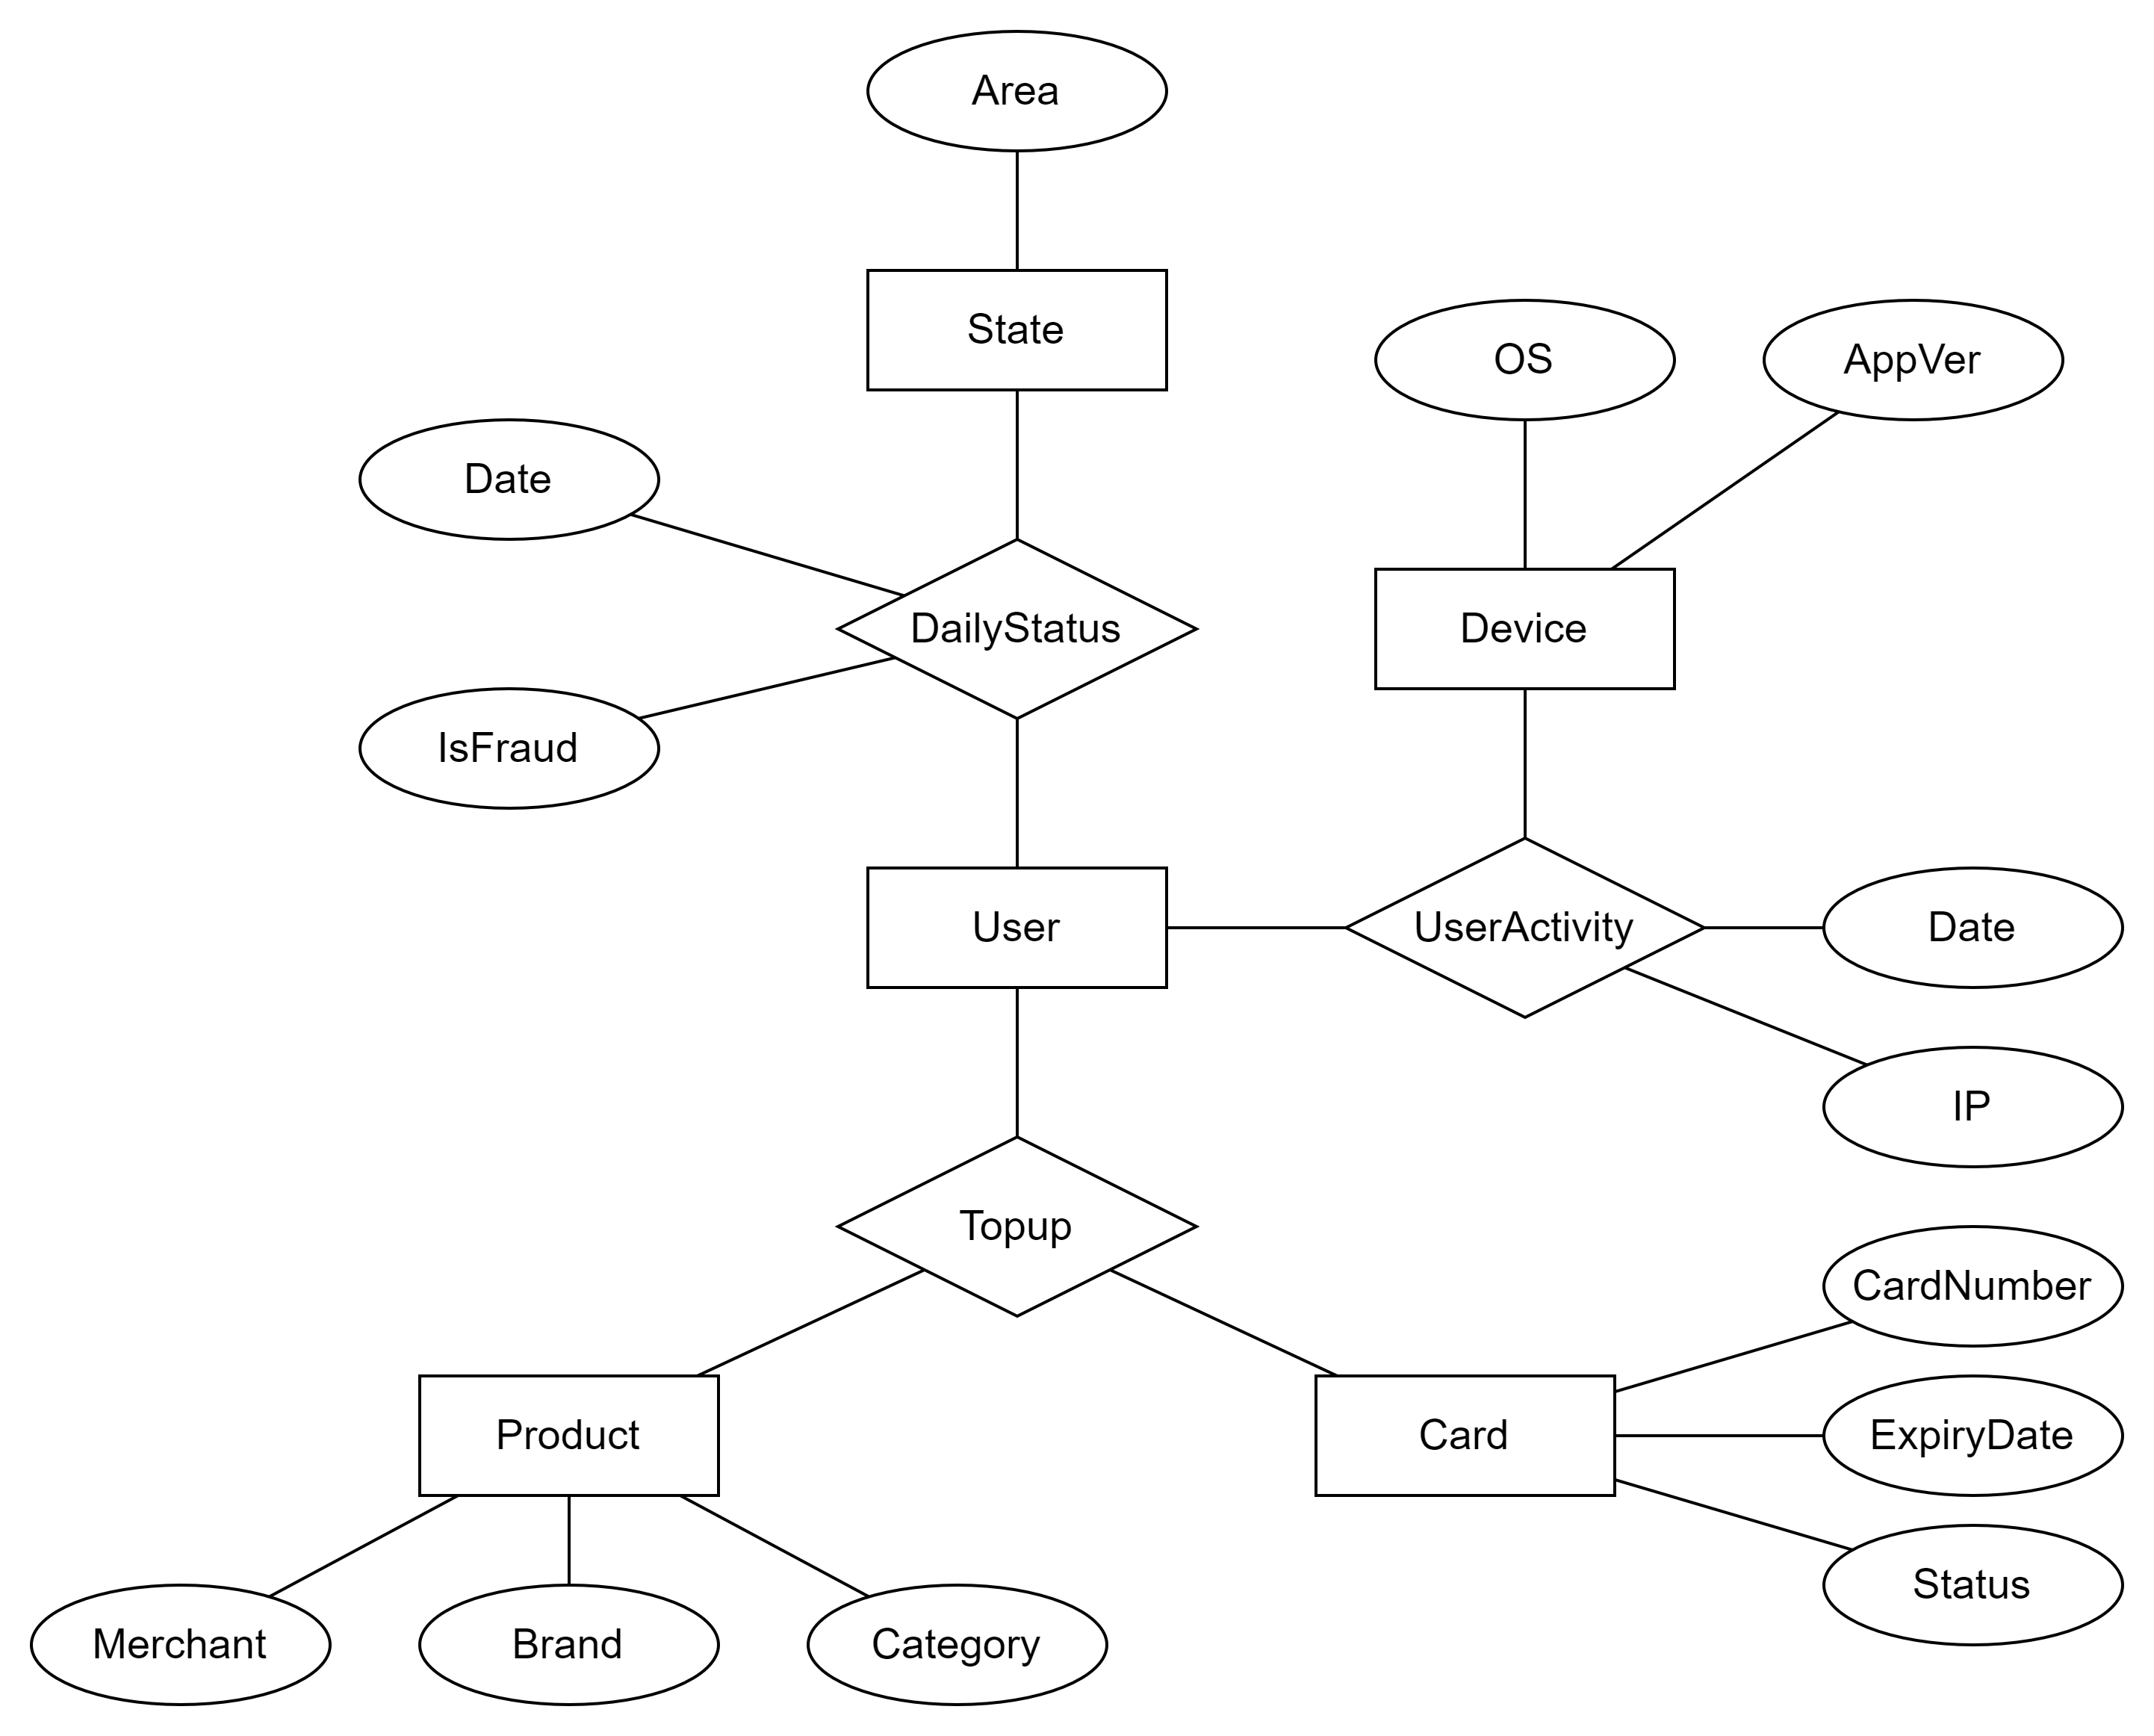 Area
State
OS
AppVer
Date
DailyStatus
Device
IsFraud
User
UserActivity
Date
IP
Topup
CardNumber
Product
Card
ExpiryDate
Status
Merchant
Brand
Category